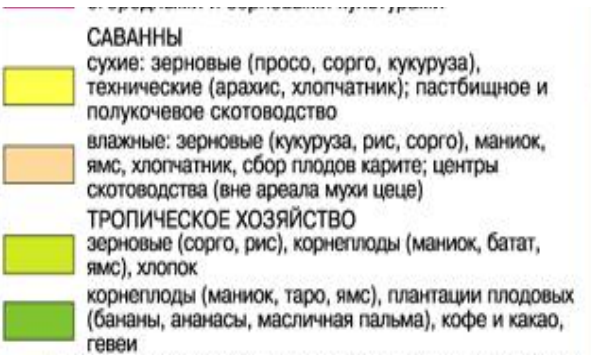 САВАННЫ
сухие: зерновые (просо, сорго, кукуруза),
технические (арахис, хлопчатник); пастбищное и
полукочевое скотоводство
влажные: зерновые (кукуруза, рис, сорго), маниок,
ямс, хлопчатник, сбор плодов карите; центры
скотоводства (вне ареала мухи цеце)
ТРОПИЧЕСКОЕ ХОЗЯЙСТВО
зерновые (сорго, рис), корнеплоды (маниок, батат,
ямс), хлопок
корнеплоды (маниок, таро, ямс), плантации плодовых
(бананы, ананасы, масличная пальма), кофе и какао,
гевеи